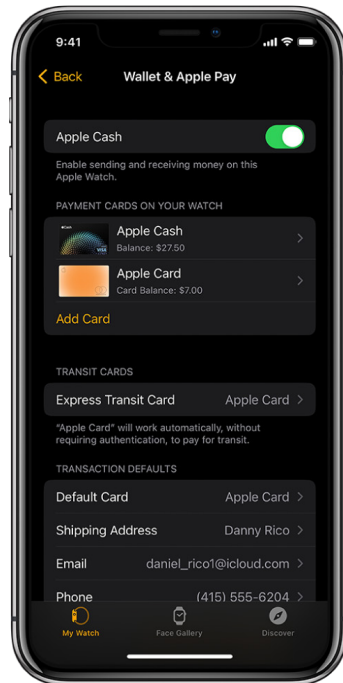 9:41
Back
Wallet & Apple Pay
Apple Cash
Enable sending and receiving money on this
Apple Watch.
PAYMENT CARDS ON YOUR WATCH
Cash
VISA
Apple Cash
Balance: $27.50
Apple Card
Card Balance: $7.00
Add Card
TRANSIT CARDS
Express Transit Card Apple Card
"Apple Card" will work automatically, without
requiring authentication, to pay for transit.
TRANSACTION DEFAULTS
Default Card Apple Card
Shipping Address Danny Rico
Email daniel_rico1@icloud.com
Phone (415) 555-6204
My Watch Face Gallery Discover